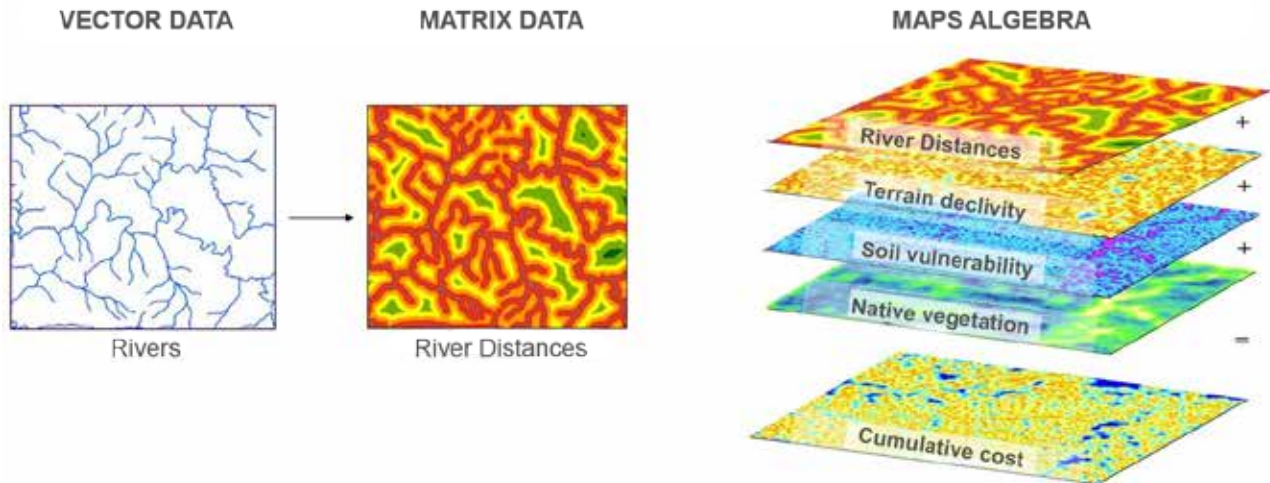 VECTOR DATA
MATRIX DATA
MAPS ALGEBRA
Rivers
River Distances
River Distances
+
Terrain declivity
+
Soil vulnerability
+
Native vegetation
=
Cumulative cost